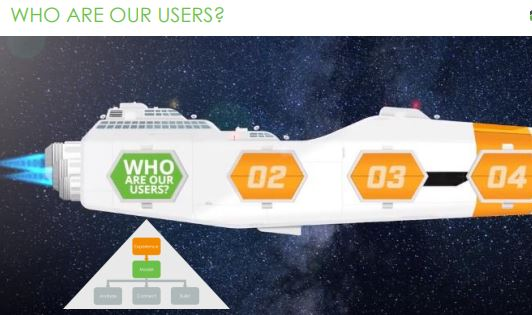 WHO ARE OUR USERS?
WHO
ARE OUR
USERS?
02
03
04
Experience
Model
Analyze
Connect
Build